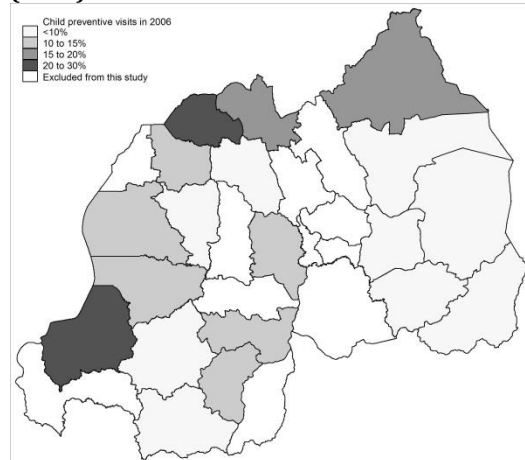 Child preventive visits in 2006
<10%
10 to 15%
15 to 20%
20 to 30%
Excluded from this study